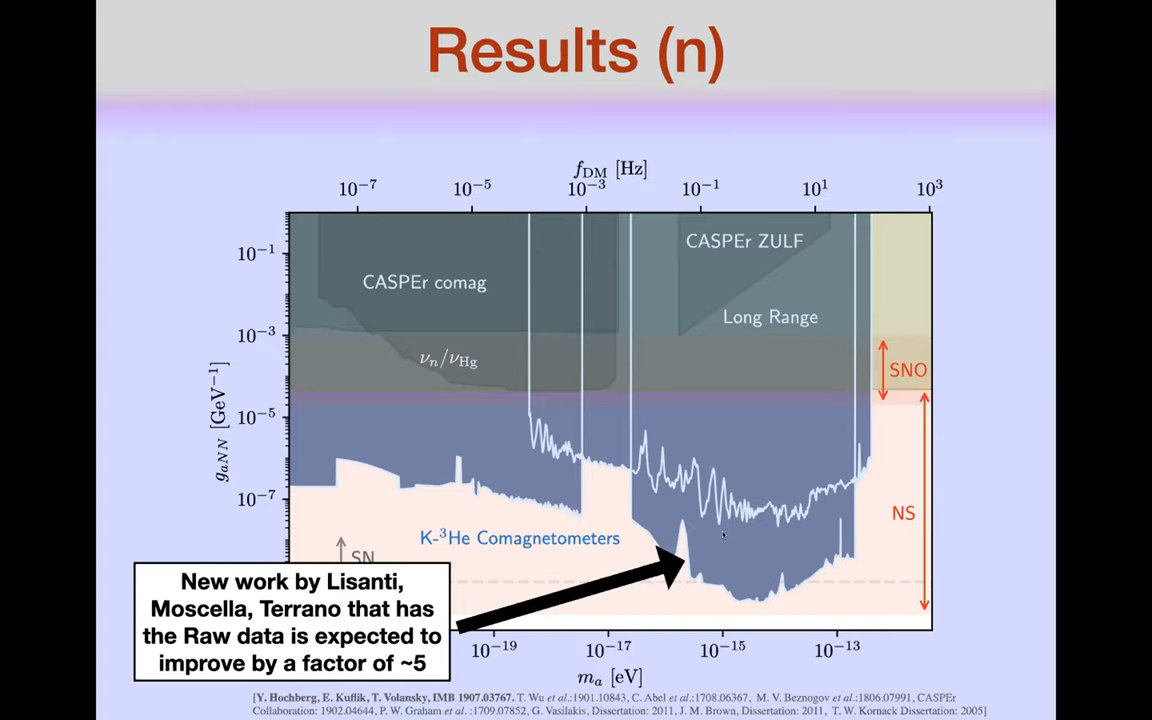 Results (n)
f_DM [Hz]
10^-7 10^-5 10^-3 10^-1 10^1 10^3
10^-1
CASPEr ZULF
CASPEr comag
Long Range
10^-3
ν_n/ν_Hg
SNO
10^-5
g_aNN [GeV^-1]
10^-7
NS
K-^3He Comagnetometers
SN
New work by Lisanti,
Moscella, Terrano that has
the Raw data is expected to
improve by a factor of ~5
10^-19 10^-17 10^-15 10^-13
m_a [eV]
[Y. Hochberg, E. Kuflik, T. Volansky, IMB 1907.03767. T. Wu et al.:1901.10843, C. Abel et al.:1708.06367, M. V. Beznogov et al.:1806.07991, CASPEr
Collaboration: 1902.04644, P. W. Graham et al. :1709.07852, G. Vasilakis, Dissertation: 2011, J. M. Brown, Dissertation: 2011, T. W. Kornack Dissertation: 2005]